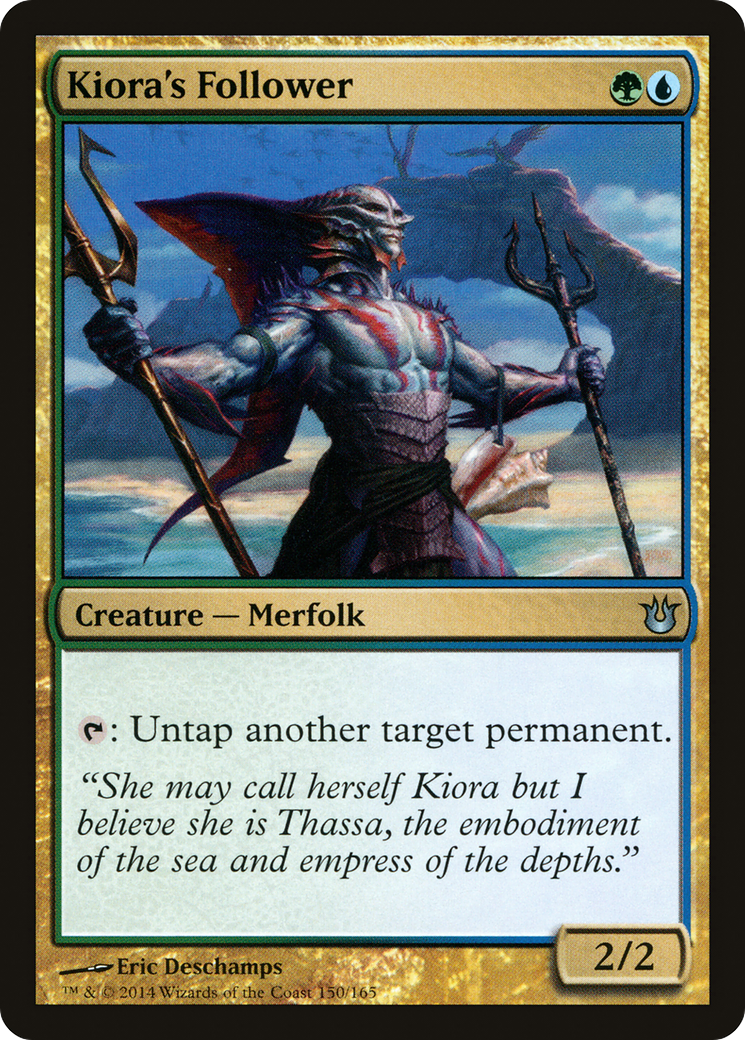 Kiora's Follower
Creature — Merfolk
: Untap another target permanent.
“She may call herself Kiora but I
believe she is Thassa, the embodiment
of the sea and empress of the depths.”
2/2
Eric Deschamps
™ & © 2014 Wizards of the Coast 150/165